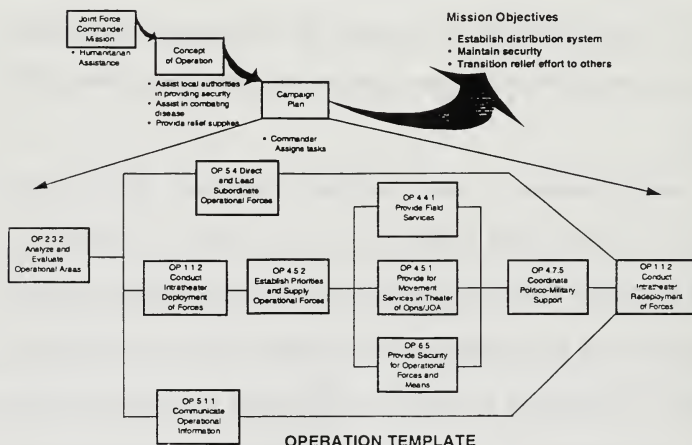 Joint Force
Commander
Mission
• Humanitarian
Assistance
Concept
of Operation
• Assist local authorities
in providing security
• Assist in combating
disease
• Provide relief supplies
Campaign
Plan
• Commander
Assigns tasks
Mission Objectives
• Establish distribution system
• Maintain security
• Transition relief effort to others
OP 5 4 Direct
and Lead
Subordinate
Operational Forces
OP 2 3 2
Analyze and
Evaluate
Operational Areas
OP 1 1 2
Conduct
Intratheater
Deployment
of Forces
OP 4 5 2
Establish Priorities
and Supply
Operational Forces
OP 4 4 1
Provide Field
Services
OP 4.5 1
Provide for
Movement
Services in Theater
of Opns/JOA
OP 6 5
Provide Security
for Operational
Forces and
Means
OP 4.7.5
Coordinate
Politico-Military
Support
OP 1 1 2
Conduct
Intratheater
Redeployment
of Forces
OP 5 1 1
Communicate
Operational
Information
OPERATION TEMPLATE